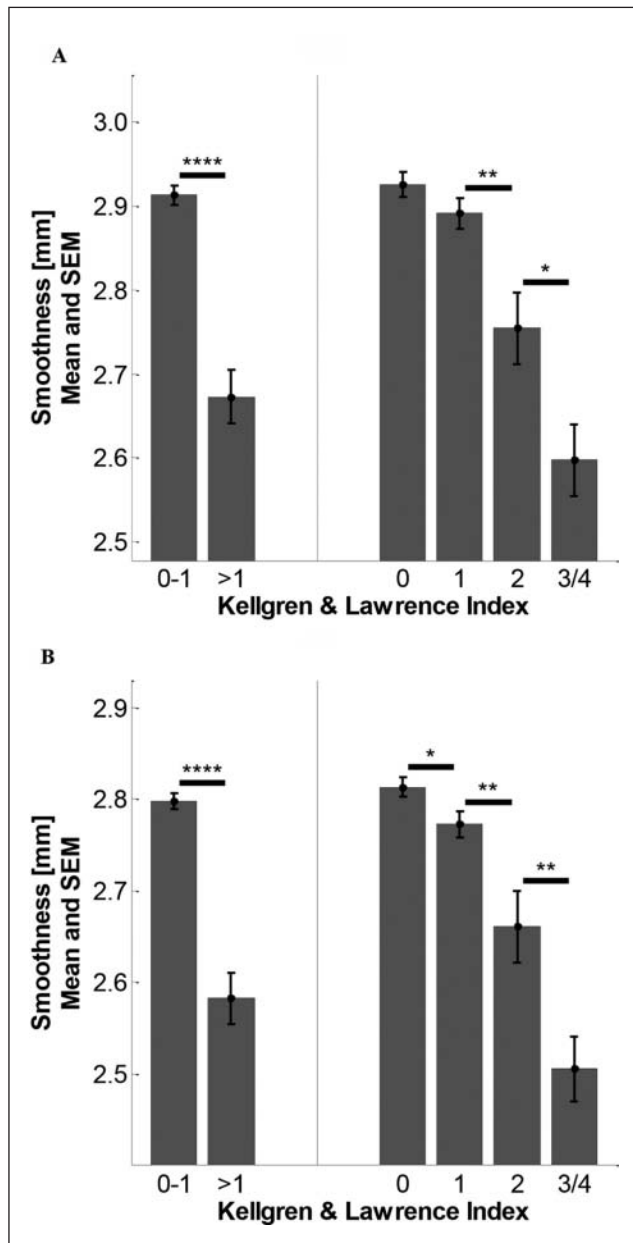 A
Smoothness [mm]
Mean and SEM
3.0
2.9
2.8
2.7
2.6
2.5
****
**
*
0-1 >1 0 1 2 3/4
Kellgren & Lawrence Index
B
Smoothness [mm]
Mean and SEM
2.9
2.8
2.7
2.6
2.5
****
*
**
**
0-1 >1 0 1 2 3/4
Kellgren & Lawrence Index